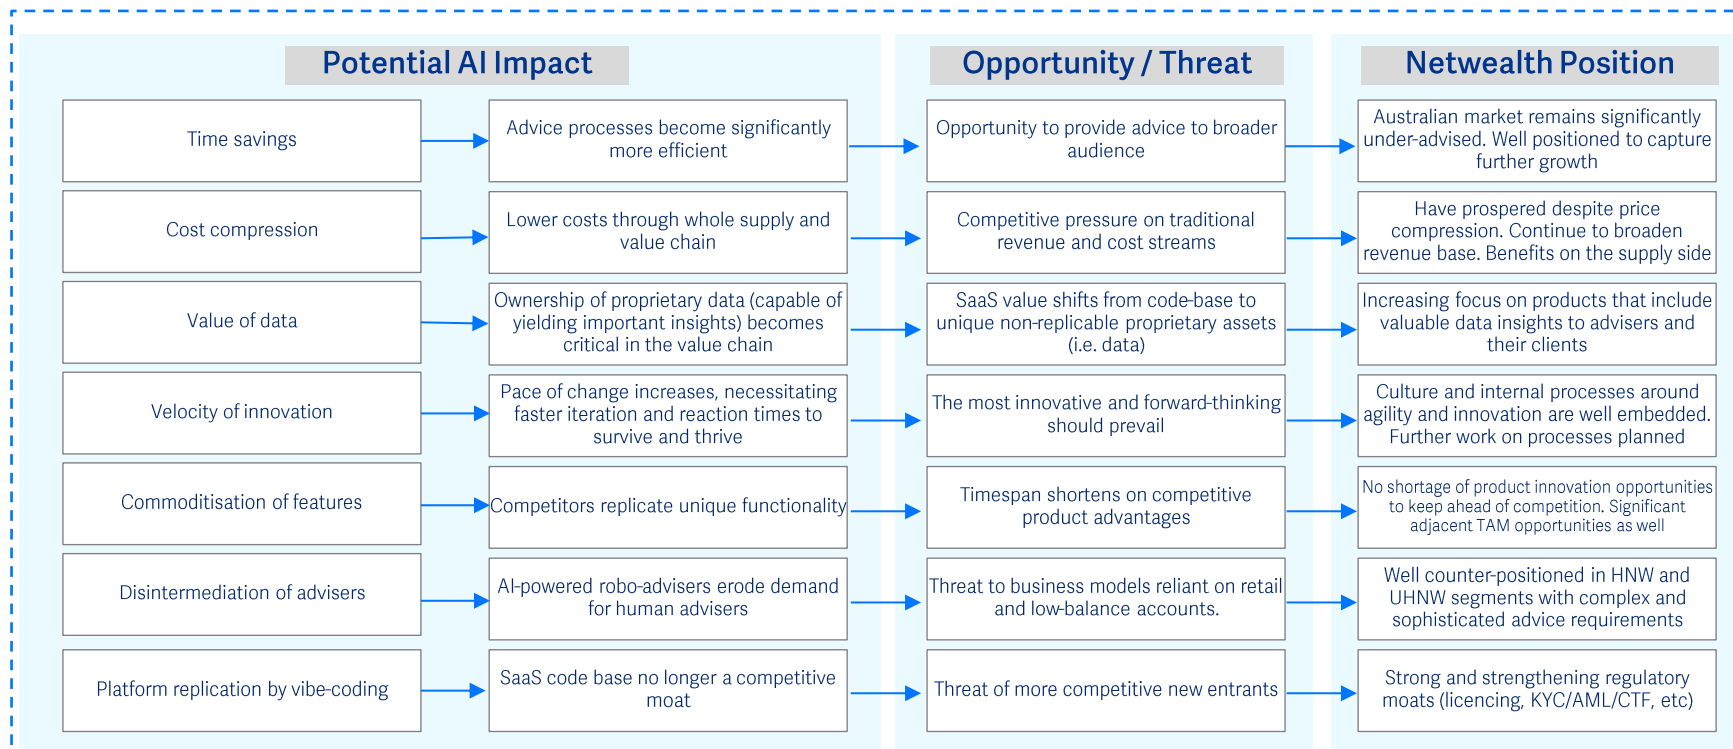 Potential AI Impact
Opportunity / Threat
Netwealth Position
Time savings
Advice processes become significantly
more efficient
Opportunity to provide advice to broader
audience
Australian market remains significantly
under-advised. Well positioned to capture
further growth
Cost compression
Lower costs through whole supply and
value chain
Competitive pressure on traditional
revenue and cost streams
Have prospered despite price
compression. Continue to broaden
revenue base. Benefits on the supply side
Value of data
Ownership of proprietary data (capable of
yielding important insights) becomes
critical in the value chain
SaaS value shifts from code-base to
unique non-replicable proprietary assets
(i.e. data)
Increasing focus on products that include
valuable data insights to advisers and
their clients
Velocity of innovation
Pace of change increases, necessitating
faster iteration and reaction times to
survive and thrive
The most innovative and forward-thinking
should prevail
Culture and internal processes around
agility and innovation are well embedded.
Further work on processes planned
Commoditisation of features
Competitors replicate unique functionality
Timespan shortens on competitive
product advantages
No shortage of product innovation opportunities
to keep ahead of competition. Significant
adjacent TAM opportunities as well
Disintermediation of advisers
AI-powered robo-advisers erode demand
for human advisers
Threat to business models reliant on retail
and low-balance accounts.
Well counter-positioned in HNW and
UHNW segments with complex and
sophisticated advice requirements
Platform replication by vibe-coding
SaaS code base no longer a competitive
moat
Threat of more competitive new entrants
Strong and strengthening regulatory
moats (licencing, KYC/AML/CTF, etc)